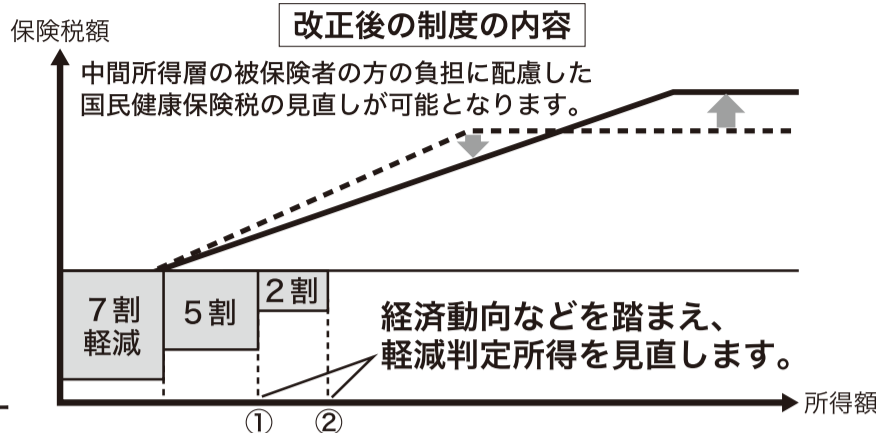 改正後の制度の内容
保険税額
中間所得層の被保険者の方の負担に配慮した
国民健康保険税の見直しが可能となります。
7割
軽減
5割
2割
経済動向などを踏まえ、
軽減判定所得を見直します。
所得額
①
②